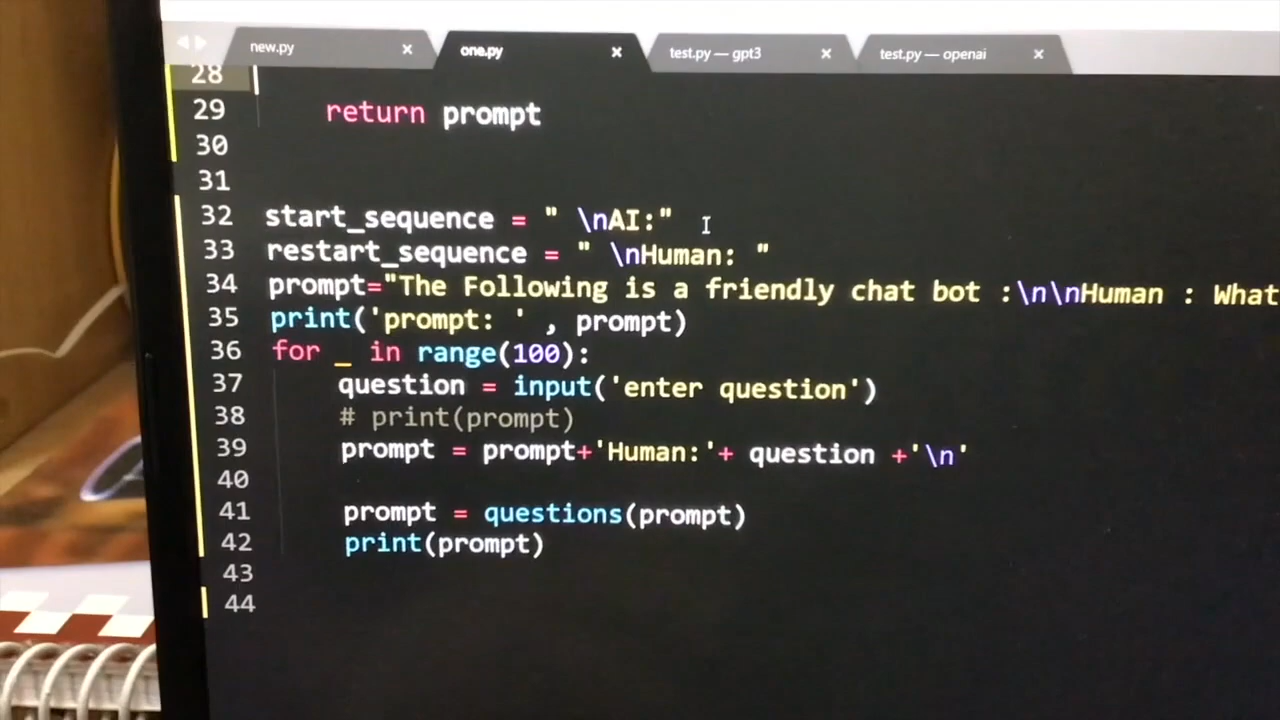 new.py × one.py × test.py — gpt3 × test.py — openai ×
28
29 return prompt
30
31
32 start_sequence = " \nAI:"
33 restart_sequence = " \nHuman: "
34 prompt="The Following is a friendly chat bot :\n\nHuman : What
35 print('prompt: ' , prompt)
36 for _ in range(100):
37 question = input('enter question')
38 # print(prompt)
39 prompt = prompt+'Human:'+ question +'\n'
40
41 prompt = questions(prompt)
42 print(prompt)
43
44